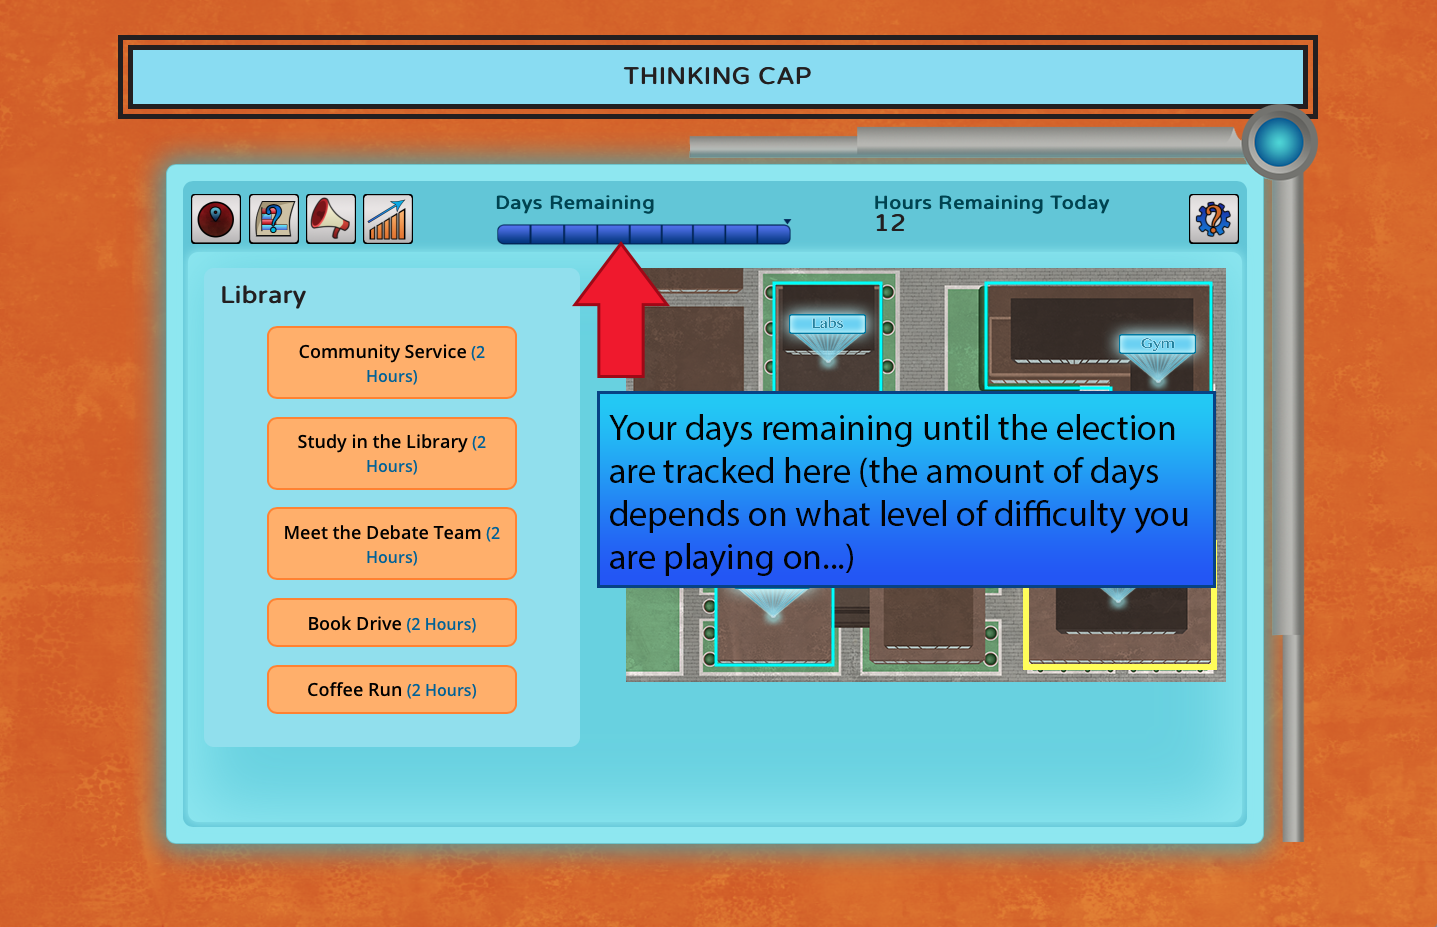 THINKING CAP
Days Remaining
Hours Remaining Today
12
Library
Community Service (2
Hours)
Study in the Library (2
Hours)
Meet the Debate Team (2
Hours)
Book Drive (2 Hours)
Coffee Run (2 Hours)
Labs
Gym
Your days remaining until the election
are tracked here (the amount of days
depends on what level of difficulty you
are playing on...)